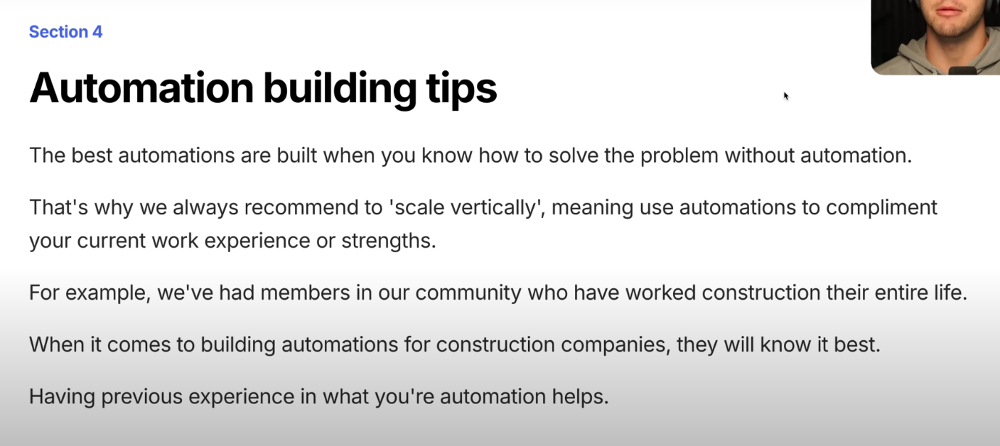 Section 4
Automation building tips
The best automations are built when you know how to solve the problem without automation.
That's why we always recommend to 'scale vertically', meaning use automations to compliment
your current work experience or strengths.
For example, we've had members in our community who have worked construction their entire life.
When it comes to building automations for construction companies, they will know it best.
Having previous experience in what you're automation helps.